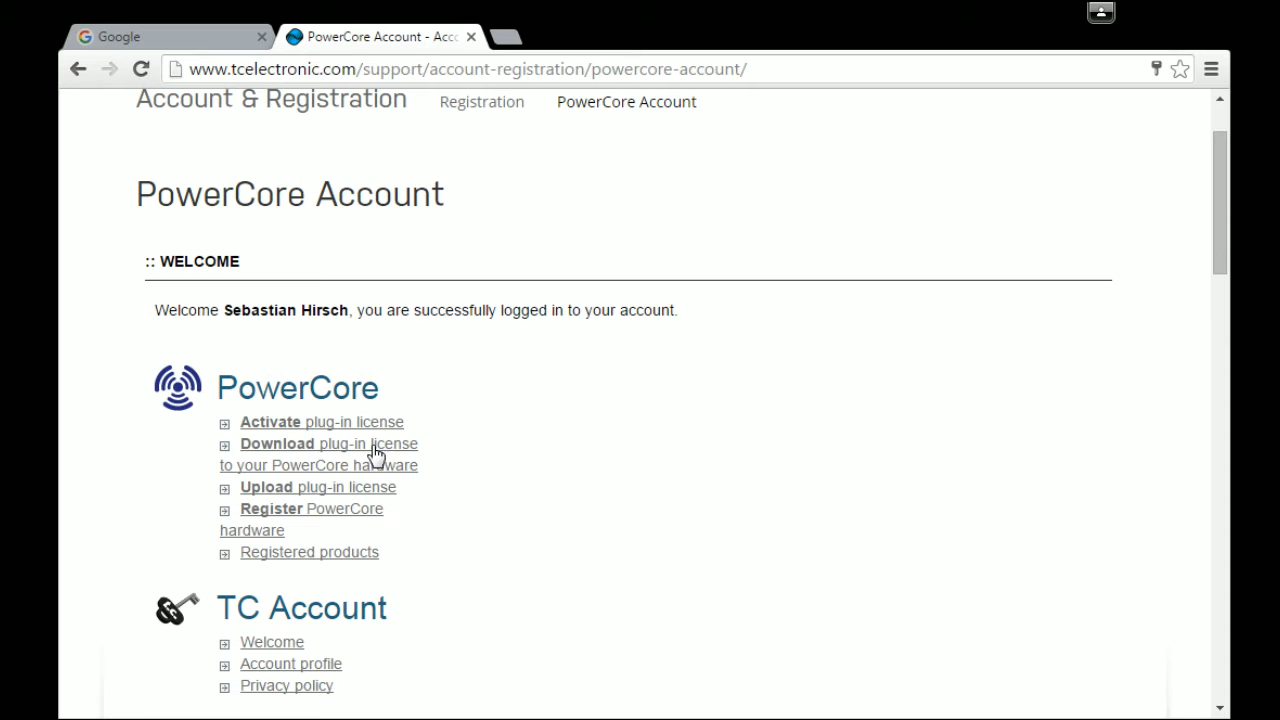 Google
PowerCore Account - Acc
www.tcelectronic.com/support/account-registration/powercore-account/
Account & Registration Registration PowerCore Account
PowerCore Account
:: WELCOME
Welcome Sebastian Hirsch, you are successfully logged in to your account.
PowerCore
Activate plug-in license
Download plug-in license
to your PowerCore hardware
Upload plug-in license
Register PowerCore
hardware
Registered products
TC Account
Welcome
Account profile
Privacy policy